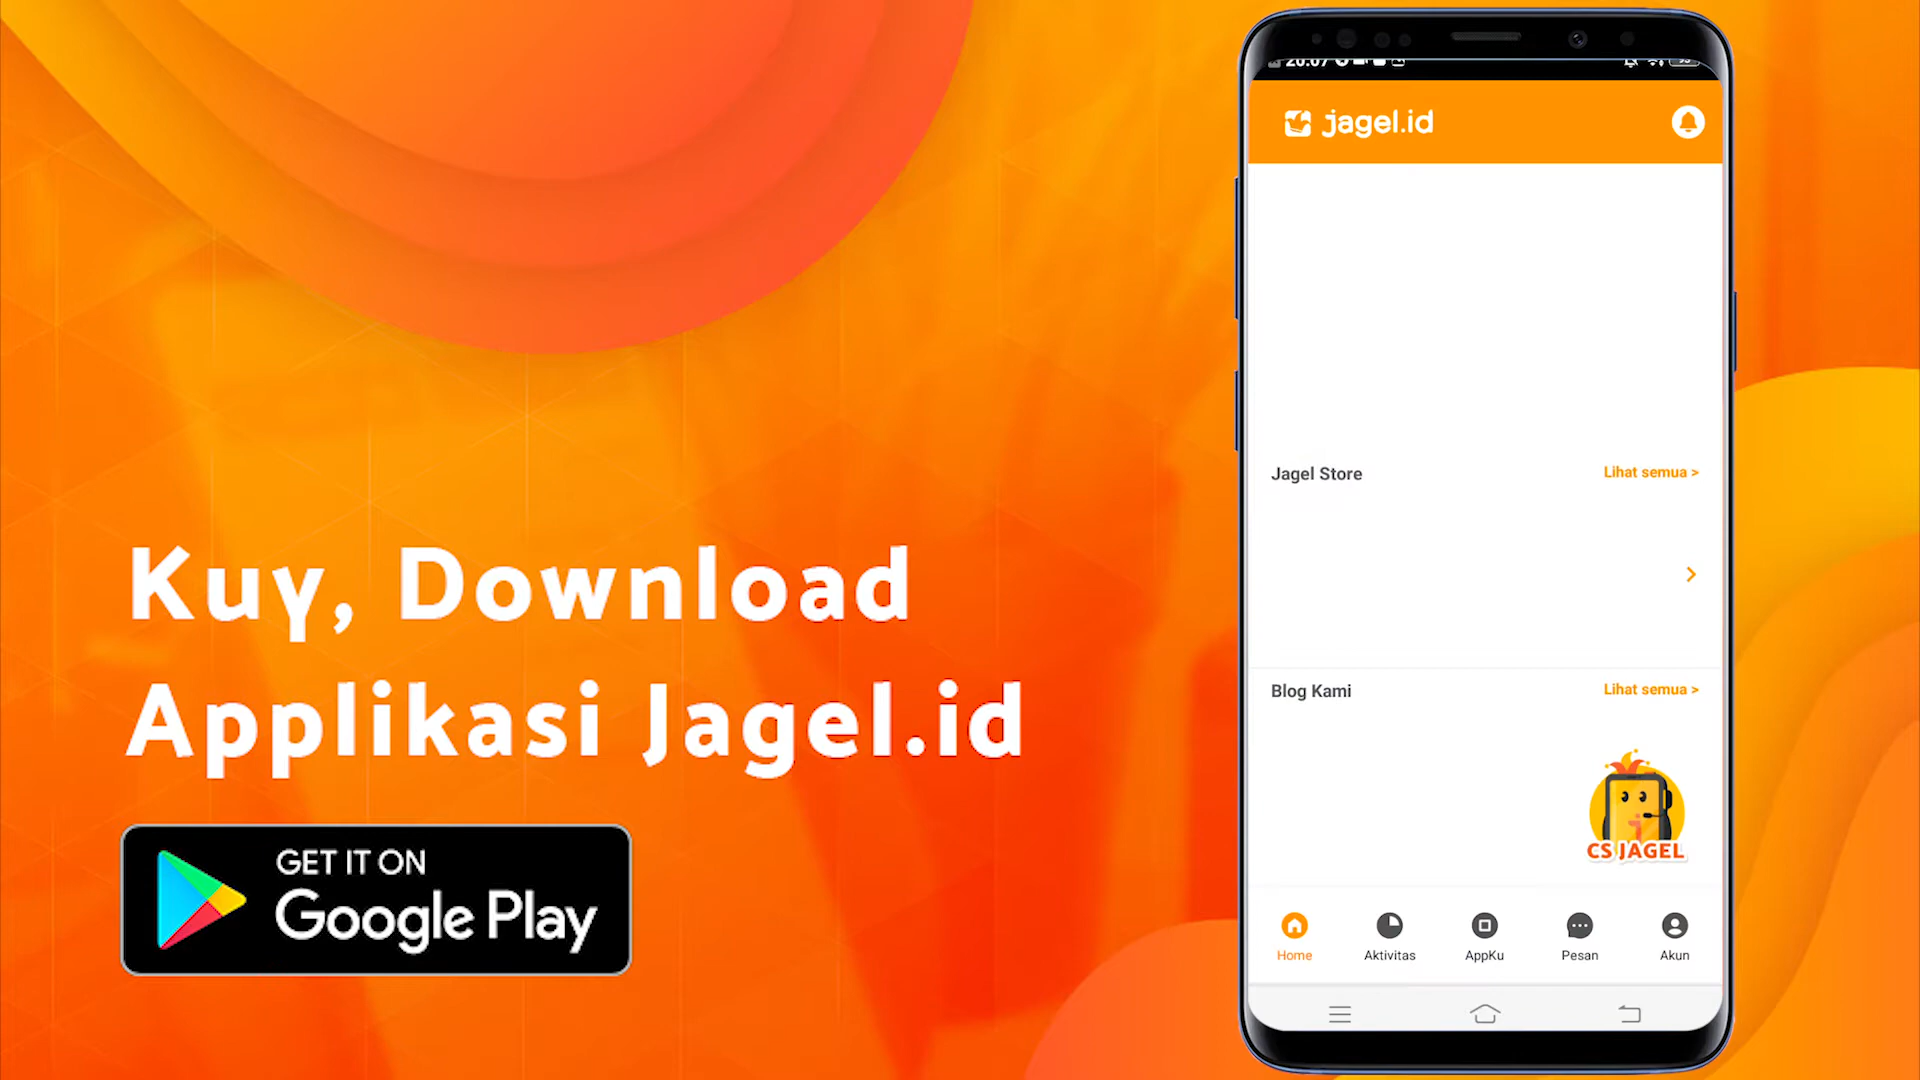 Kuy, Download
Applikasi Jagel.id
GET IT ON
Google Play
jagel.id
Jagel Store
Lihat semua >
Blog Kami
Lihat semua >
CS JAGEL
Home
Aktivitas
AppKu
Pesan
Akun